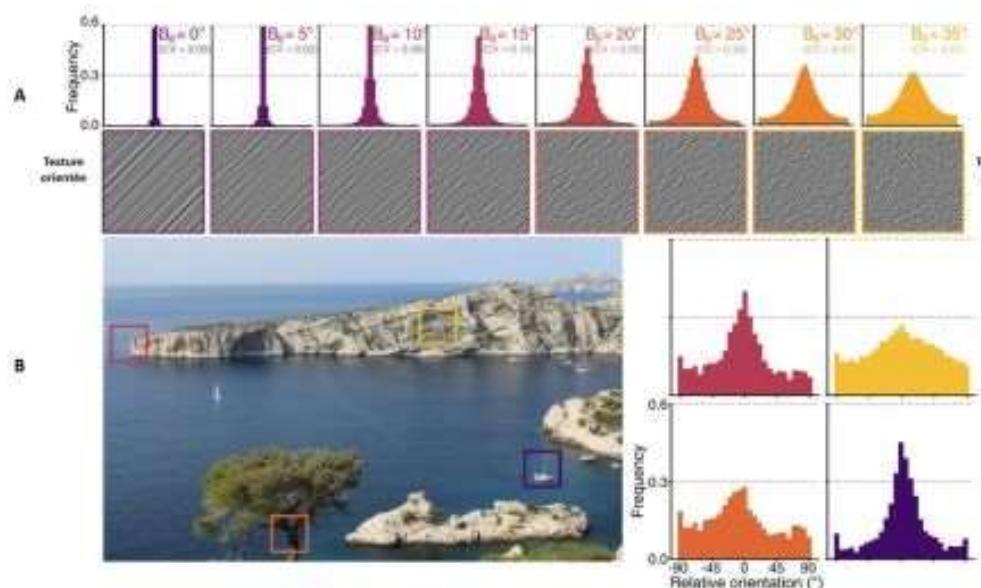 0.6
Frequency
0.3
0.0
A
Bθ = 0°
Bθ = 5°
Bθ = 10°
Bθ = 15°
Bθ = 20°
Bθ = 25°
Bθ = 30°
Bθ = 35°
Texture
orientée
B
0.6
Frequency
0.3
0.0
-90 -45 0 45 90
Relative orientation (°)